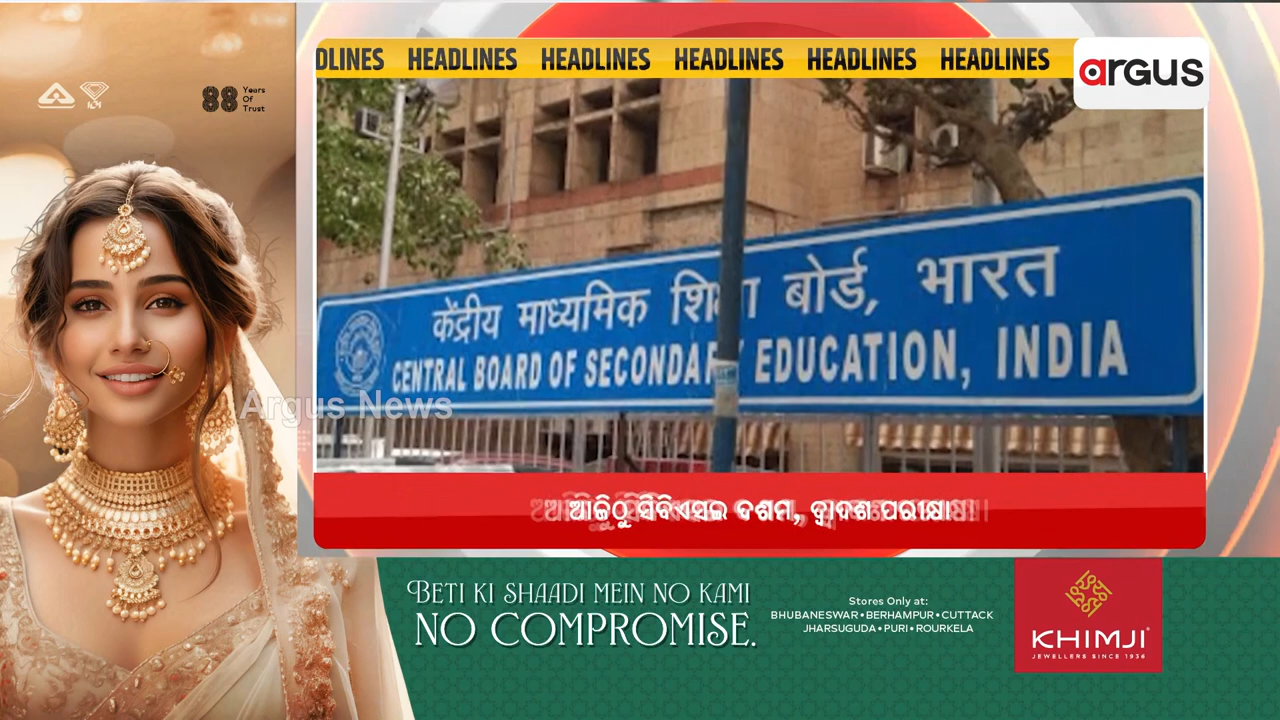 HEADLINES HEADLINES HEADLINES HEADLINES HEADLINES
argus
88 Years
Of
Trust
केंद्रीय माध्यमिक बोर्ड, भारत
CENTRAL BOARD OF SECONDARY EDUCATION, INDIA
Argus News
ଆଜିଠୁ ସିବିଏସଇ ଦଶମ, ଦ୍ୱାଦଶ ପରୀକ୍ଷା
BETI KI SHAADI MEIN NO KAMI
NO COMPROMISE.
Stores Only at:
BHUBANESWAR • BERHAMPUR • CUTTACK
JHARSUGUDA • PURI • ROURKELA
KHIMJI
JEWELLERS SINCE 1936